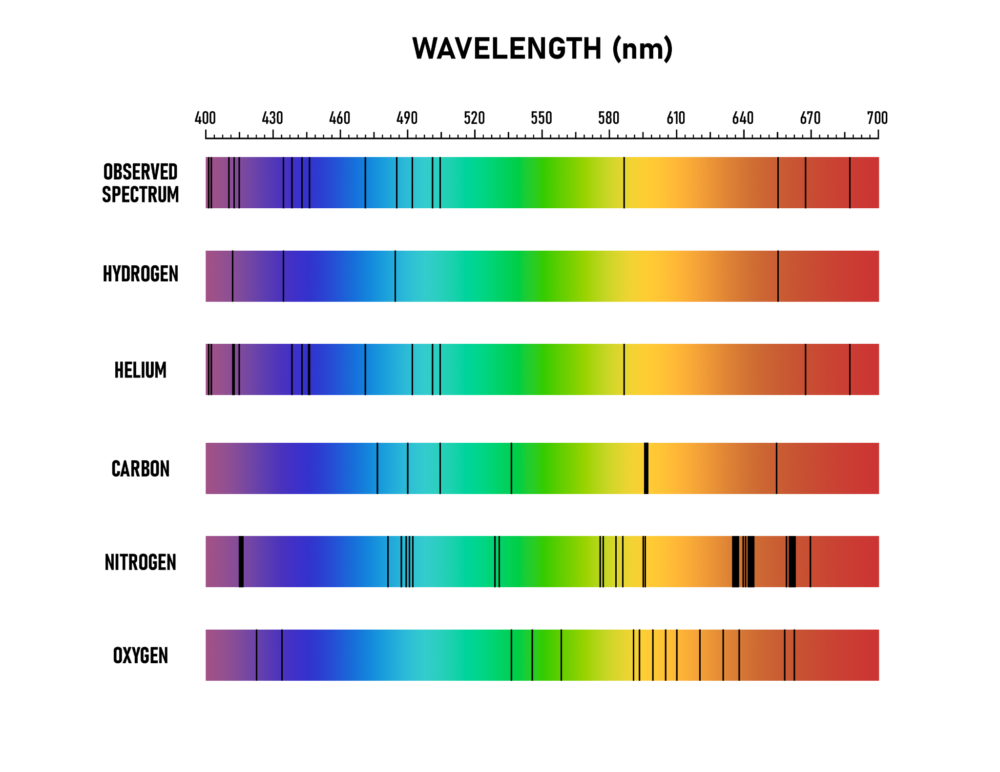 WAVELENGTH (nm)
400 430 460 490 520 550 580 610 640 670 700
OBSERVED
SPECTRUM
HYDROGEN
HELIUM
CARBON
NITROGEN
OXYGEN